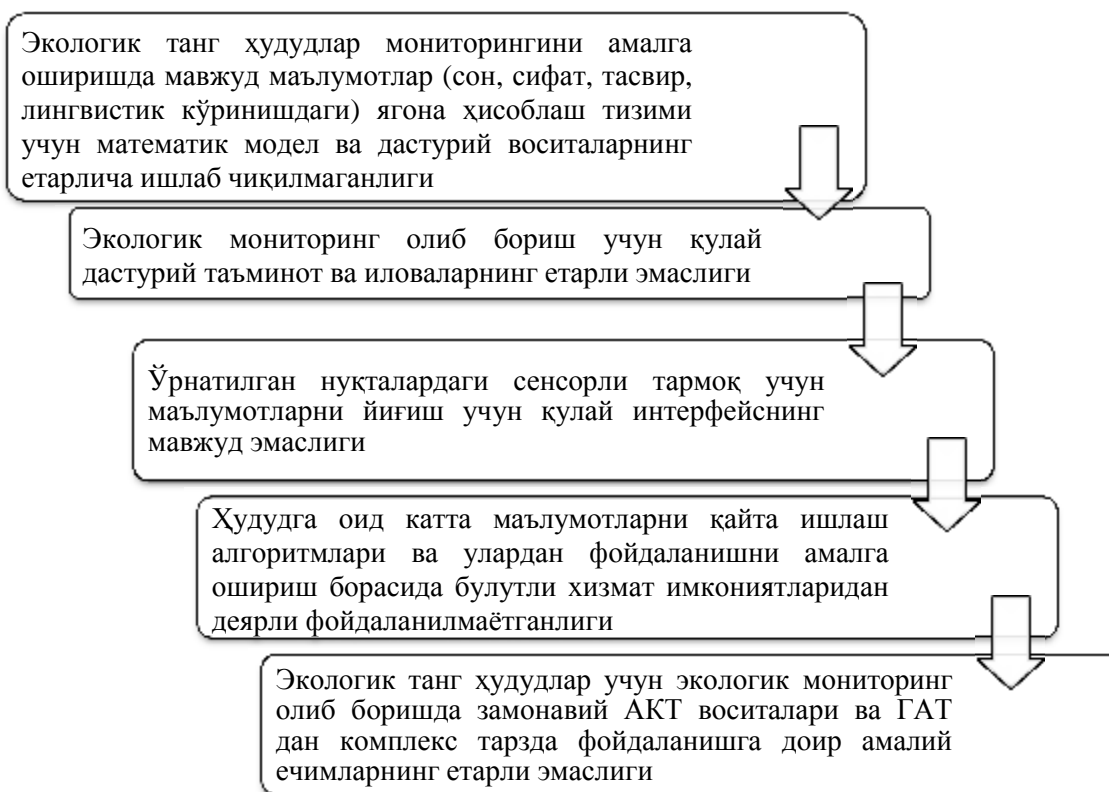 Экологик танг ҳудудлар мониторингини амалга
оширишда мавжуд маълумотлар (сон, сифат, тасвир,
лингвистик кўринишдаги) ягона ҳисоблаш тизими
учун математик модел ва дастурий воситаларнинг
етарлича ишлаб чиқилмаганлиги
Экологик мониторинг олиб бориш учун қулай
дастурий таъминот ва иловаларнинг етарли эмаслиги
Ўрнатилган нуқталардаги сенсорли тармоқ учун
маълумотларни йиғиш учун қулай интерфейснинг
мавжуд эмаслиги
Ҳудудга оид катта маълумотларни қайта ишлаш
алгоритмлари ва улардан фойдаланишни амалга
ошириш борасида булутли хизмат имкониятларидан
деярли фойдаланилмаётганлиги
Экологик танг ҳудудлар учун экологик мониторинг
олиб боришда замонавий АКТ воситалари ва ГАТ
дан комплекс тарзда фойдаланишга доир амалий
ечимларнинг етарли эмаслиги